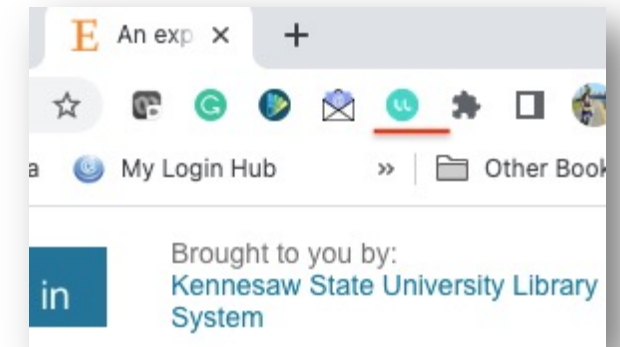 E An exp
a My Login Hub » Other Book
in
Brought to you by:
Kennesaw State University Library
System